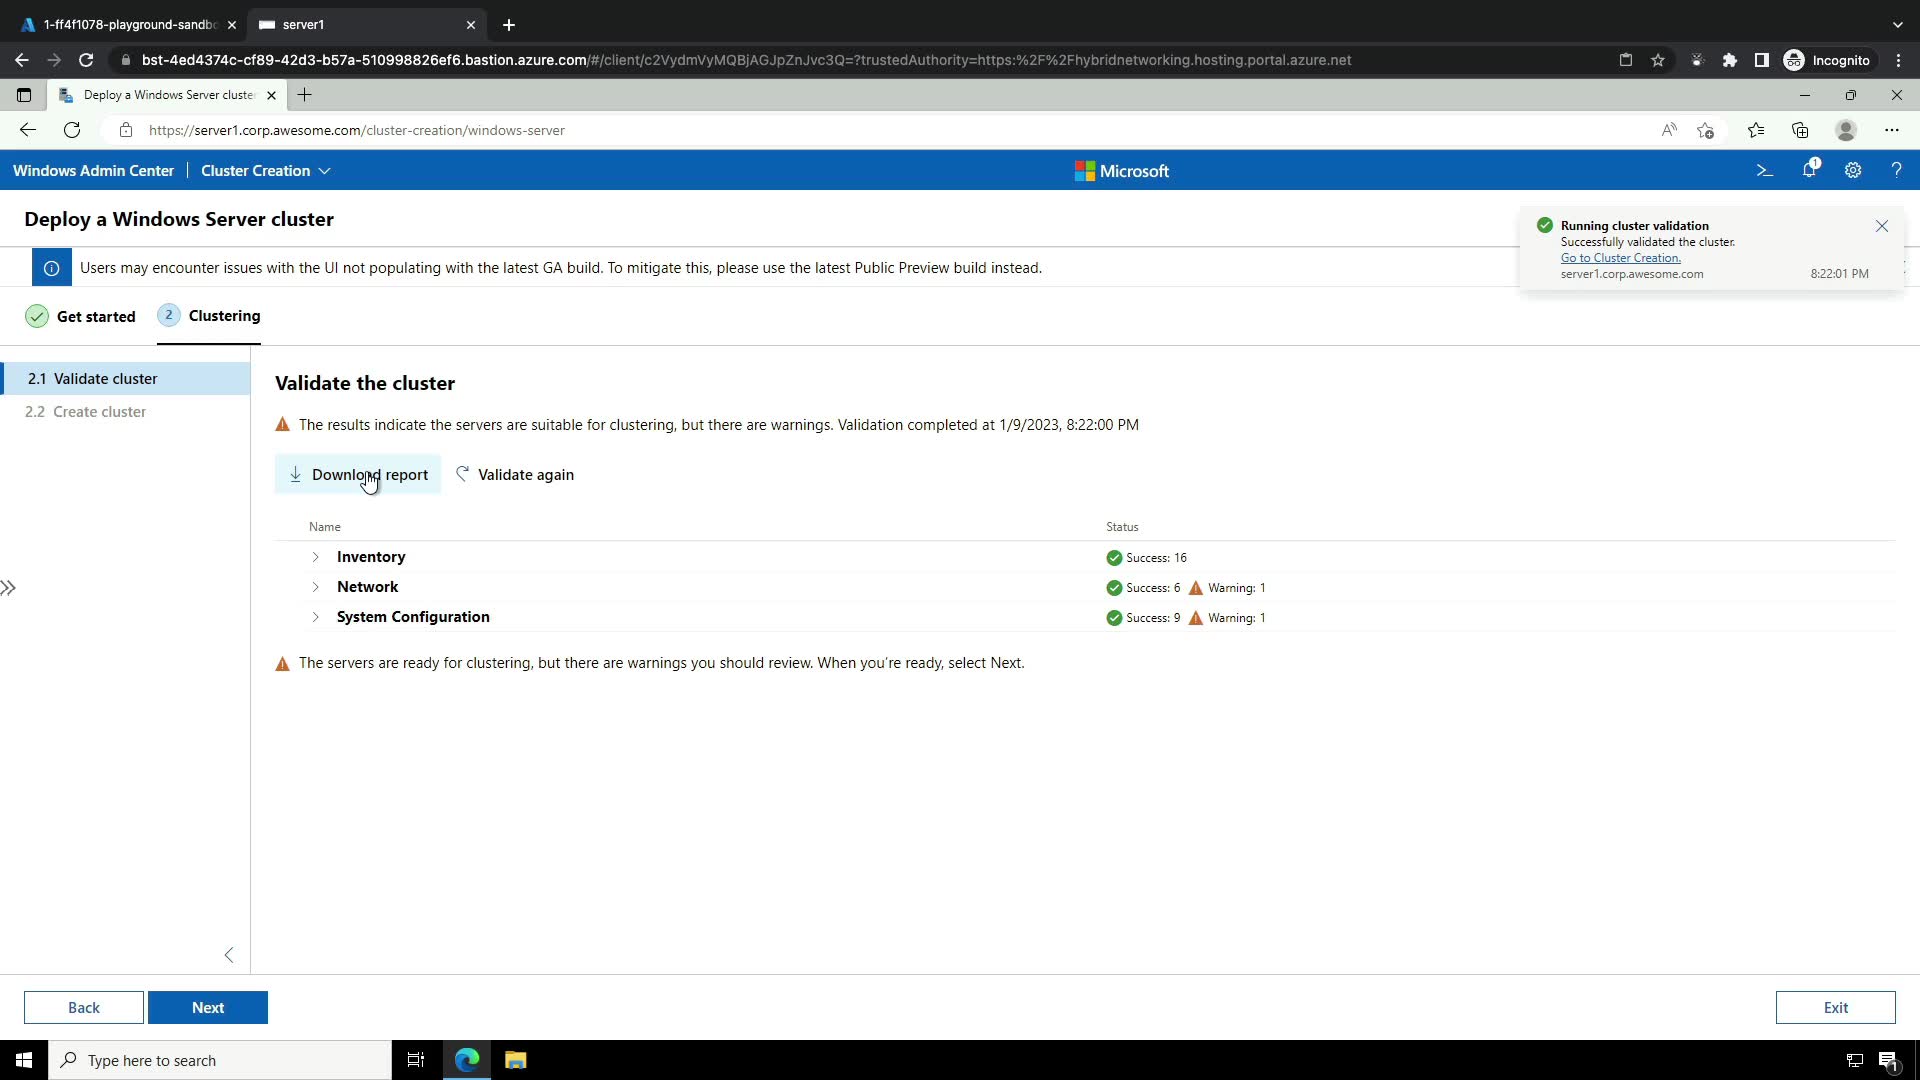 1-ff4f1078-playground-sandbo
server1
bst-4ed4374c-cf89-42d3-b57a-510998826ef6.bastion.azure.com/#/client/c2VydmVyMQBjAGJpZnJvc3Q=?trustedAuthority=https:%2F%2Fhybridnetworking.hosting.portal.azure.net
Incognito
Deploy a Windows Server cluster
https://server1.corp.awesome.com/cluster-creation/windows-server
Windows Admin Center | Cluster Creation
Microsoft
1
Deploy a Windows Server cluster
Running cluster validation
Successfully validated the cluster.
Go to Cluster Creation.
server1.corp.awesome.com 8:22:01 PM
Users may encounter issues with the UI not populating with the latest GA build. To mitigate this, please use the latest Public Preview build instead.
Get started
2 Clustering
2.1 Validate cluster
2.2 Create cluster
Validate the cluster
The results indicate the servers are suitable for clustering, but there are warnings. Validation completed at 1/9/2023, 8:22:00 PM
Download report
Validate again
Name Status
Inventory Success: 16
Network Success: 6 Warning: 1
System Configuration Success: 9 Warning: 1
The servers are ready for clustering, but there are warnings you should review. When you're ready, select Next.
Back
Next
Exit
Type here to search
1